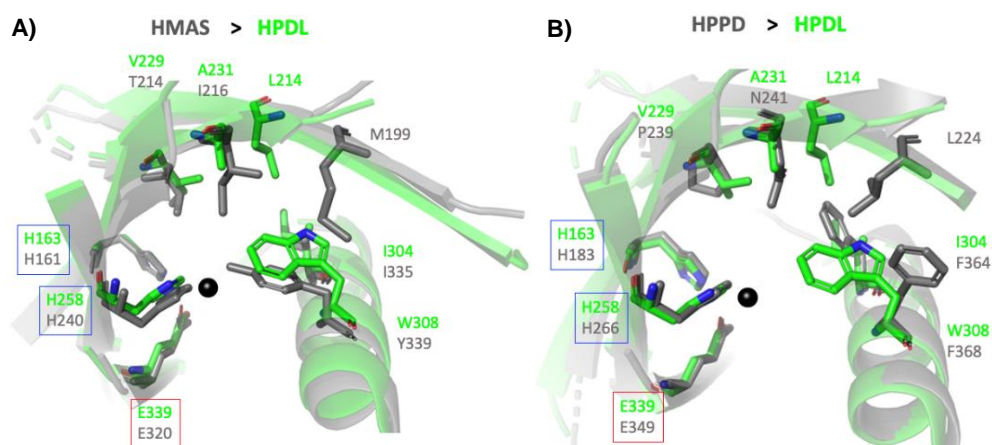 A)
HMAS > HPDL
V229
T214
A231
I216
L214
M199
H163
H161
H258
H240
I304
I335
W308
Y339
E339
E320
B)
HPPD > HPDL
V229
P239
A231
N241
L214
L224
H163
H183
H258
H266
I304
F364
W308
F368
E339
E349